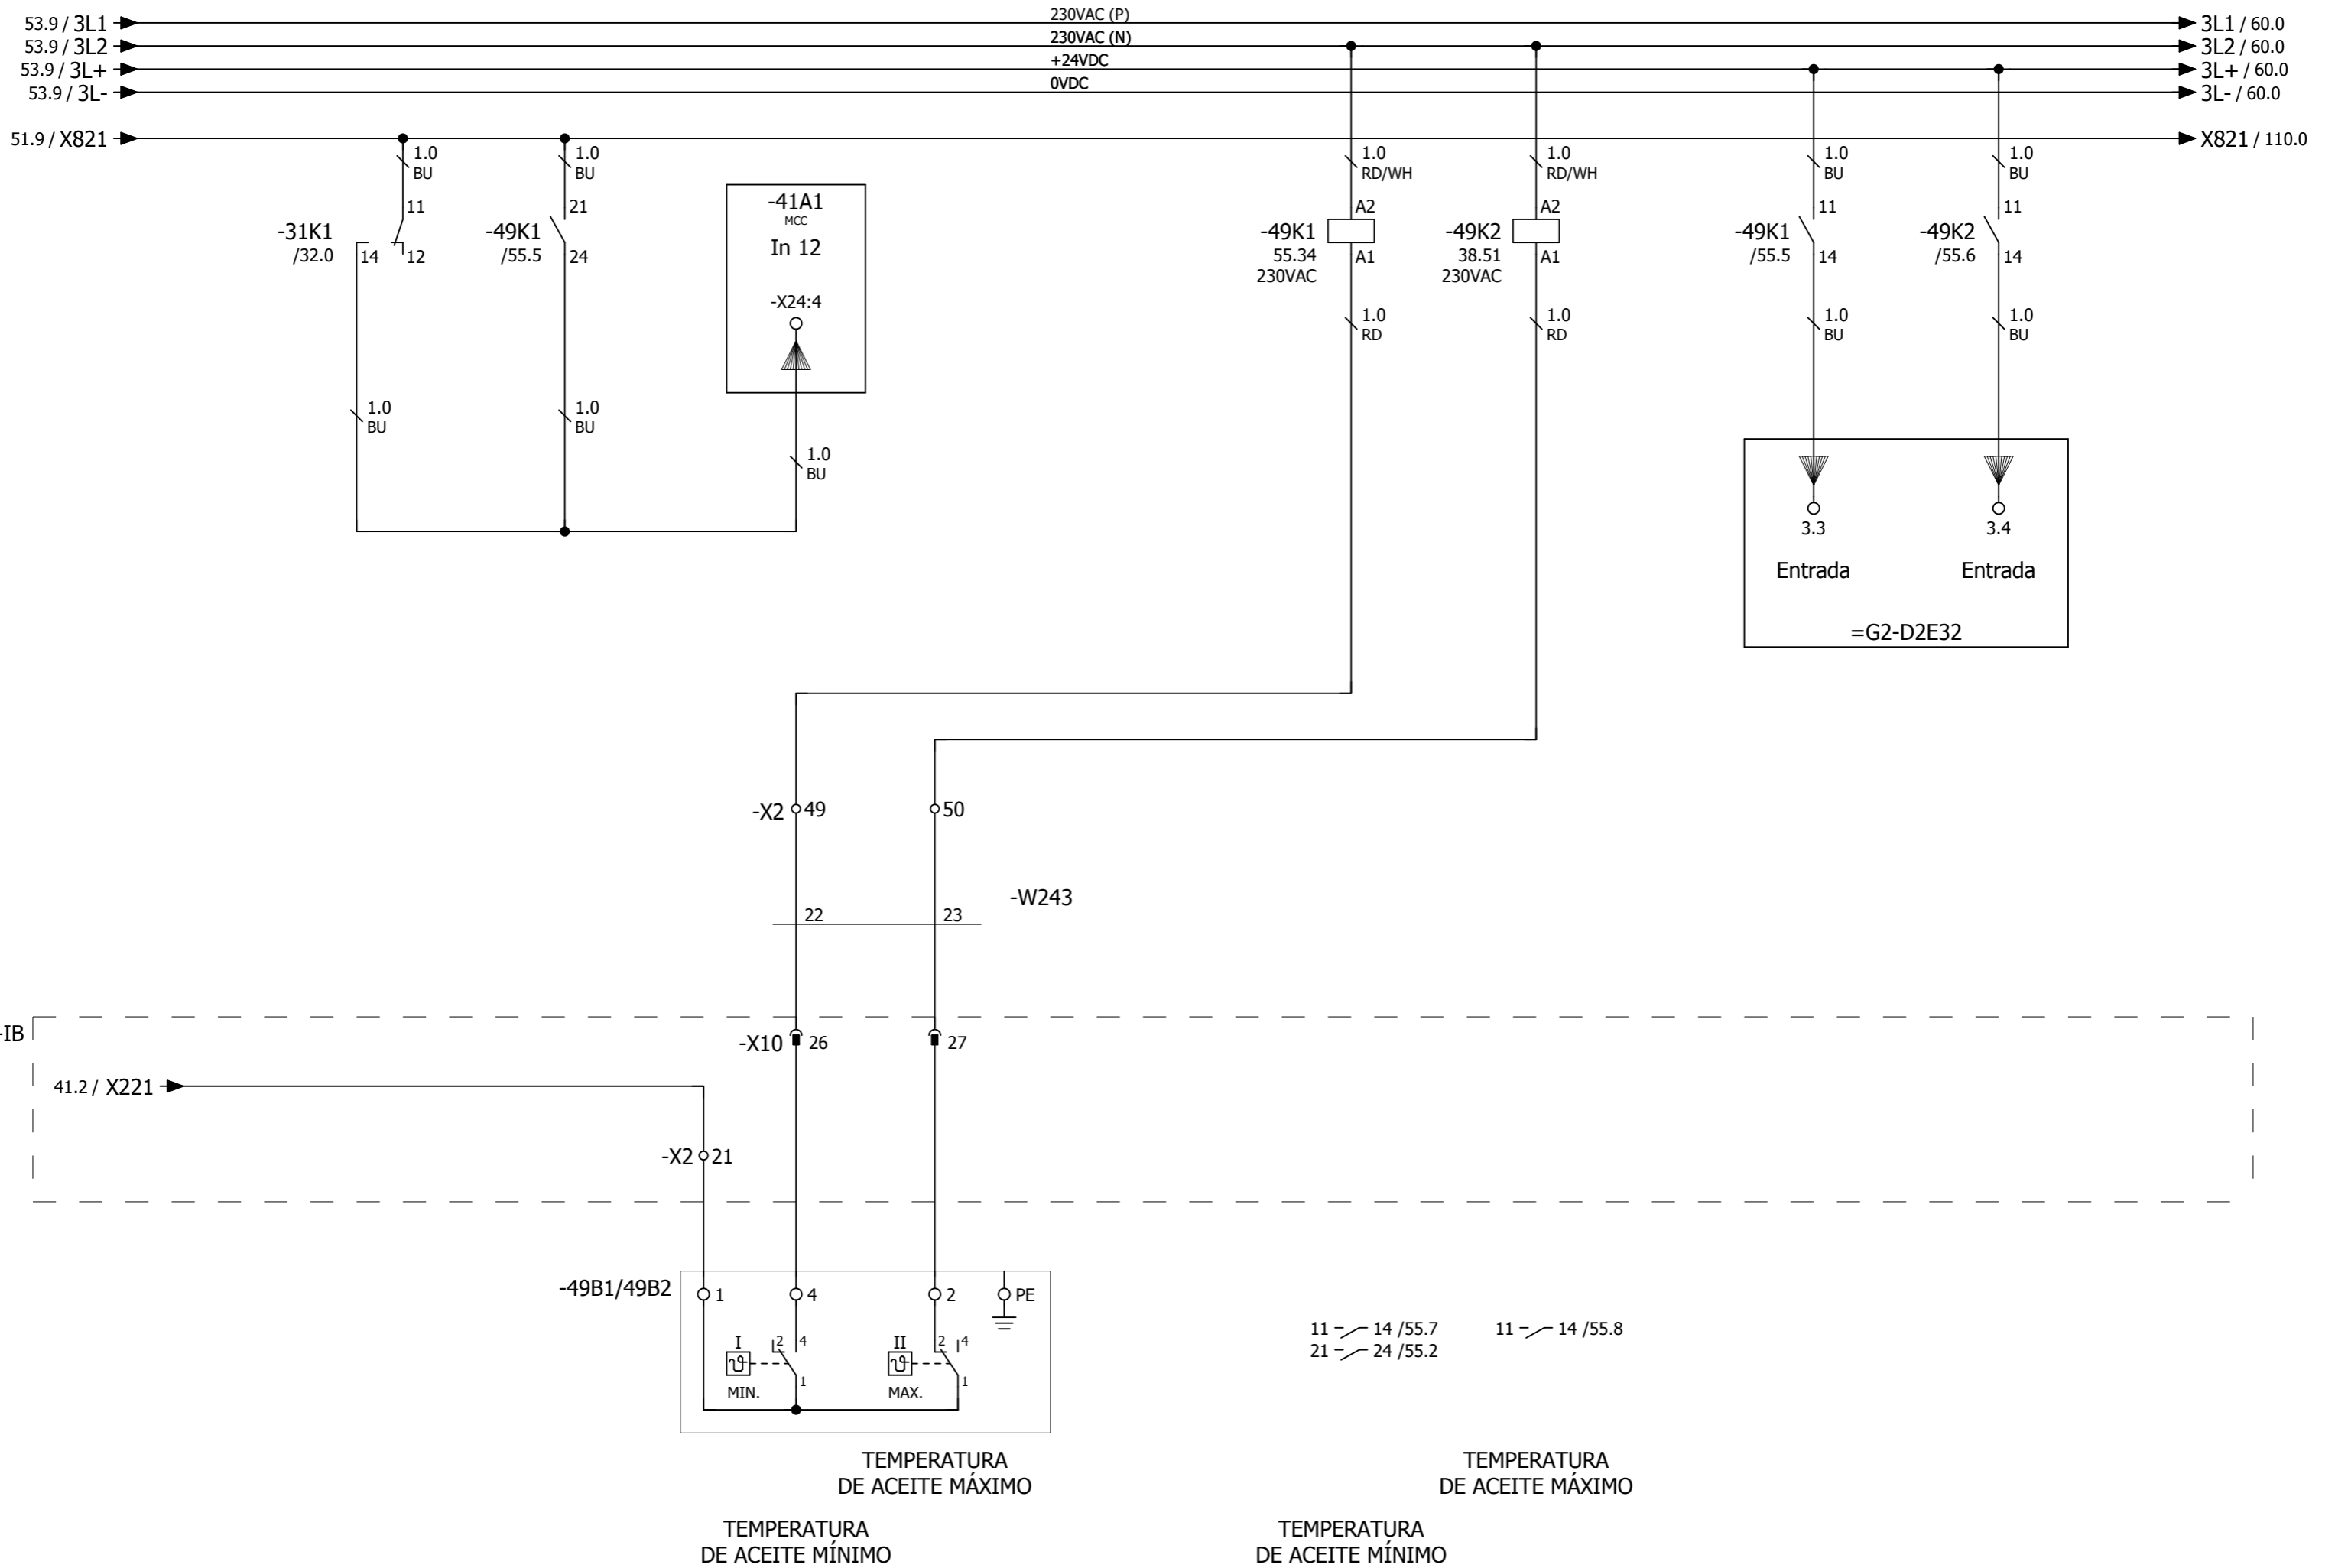 53.9 / 3L1
230VAC (P)
3L1 / 60.0
53.9 / 3L2
230VAC (N)
3L2 / 60.0
53.9 / 3L+
+24VDC
3L+ / 60.0
53.9 / 3L-
0VDC
3L- / 60.0
51.9 / X821
X821 / 110.0
1.0
BU
1.0
BU
1.0
RD/WH
1.0
RD/WH
1.0
BU
1.0
BU
-31K1
/32.0
11
14
12
-49K1
/55.5
21
24
-41A1
MCC
In 12
-X24:4
-49K1
55.34
230VAC
A2
A1
-49K2
38.51
230VAC
A2
A1
-49K1
/55.5
11
14
-49K2
/55.6
11
14
1.0
RD
1.0
RD
1.0
BU
1.0
BU
1.0
BU
1.0
BU
1.0
BU
3.3
3.4
Entrada
Entrada
=G2-D2E32
-X2
49
50
-W243
22
23
-IB
-X10
26
27
41.2 / X221
-X2
21
-49B1/49B2
1
4
2
PE
I
2
4
1
MIN.
II
2
4
1
MAX.
11
14 /55.7
21
24 /55.2
11
14 /55.8
TEMPERATURA
DE ACEITE MÁXIMO
TEMPERATURA
DE ACEITE MÁXIMO
TEMPERATURA
DE ACEITE MÍNIMO
TEMPERATURA
DE ACEITE MÍNIMO